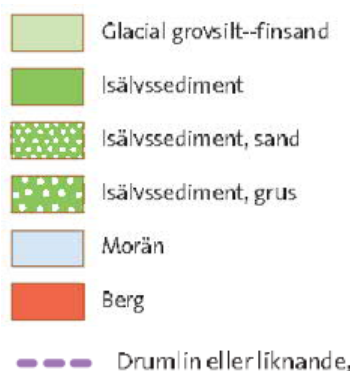 Glacial grovsilt--finsand
Isälvssediment
Isälvssediment, sand
Isälvssediment, grus
Morän
Berg
Drumlin eller liknande,